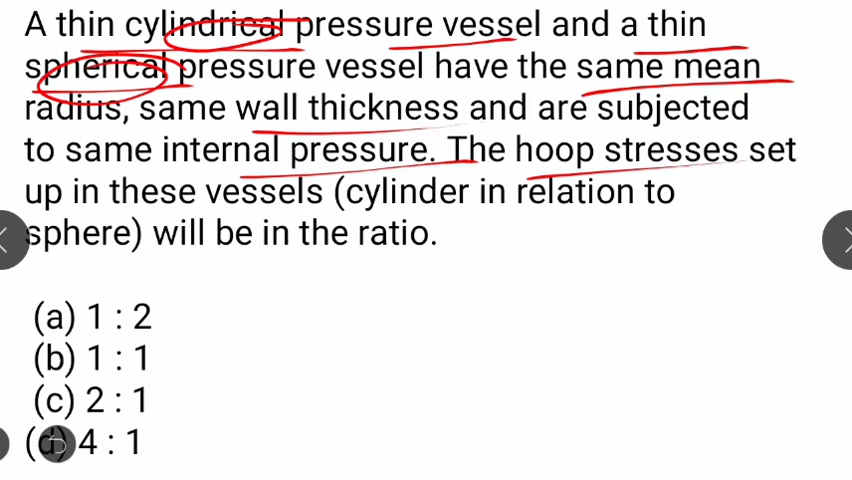 A thin cylindrical pressure vessel and a thin
spherical pressure vessel have the same mean
radius, same wall thickness and are subjected
to same internal pressure. The hoop stresses set
up in these vessels (cylinder in relation to
sphere) will be in the ratio.
(a) 1 : 2
(b) 1 : 1
(c) 2 : 1
(d) 4 : 1